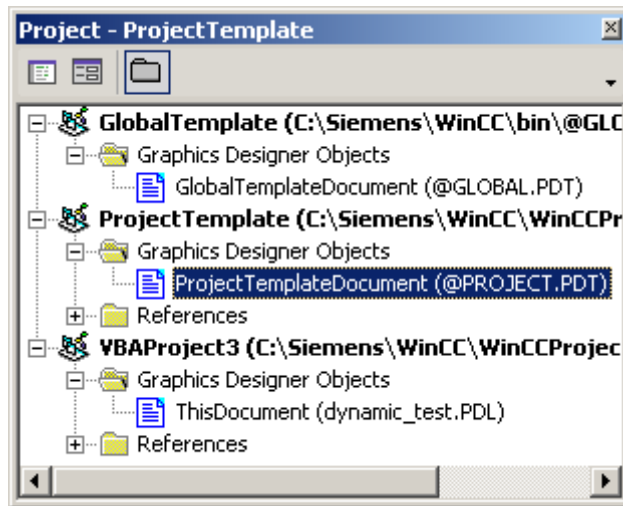 Project - ProjectTemplate
GlobalTemplate (C:\Siemens\WinCC\bin\@GLC
Graphics Designer Objects
GlobalTemplateDocument (@GLOBAL.PDT)
ProjectTemplate (C:\Siemens\WinCC\WinCCPr
Graphics Designer Objects
ProjectTemplateDocument (@PROJECT.PDT)
References
VBAProject3 (C:\Siemens\WinCC\WinCCProjec
Graphics Designer Objects
ThisDocument (dynamic_test.PDL)
References